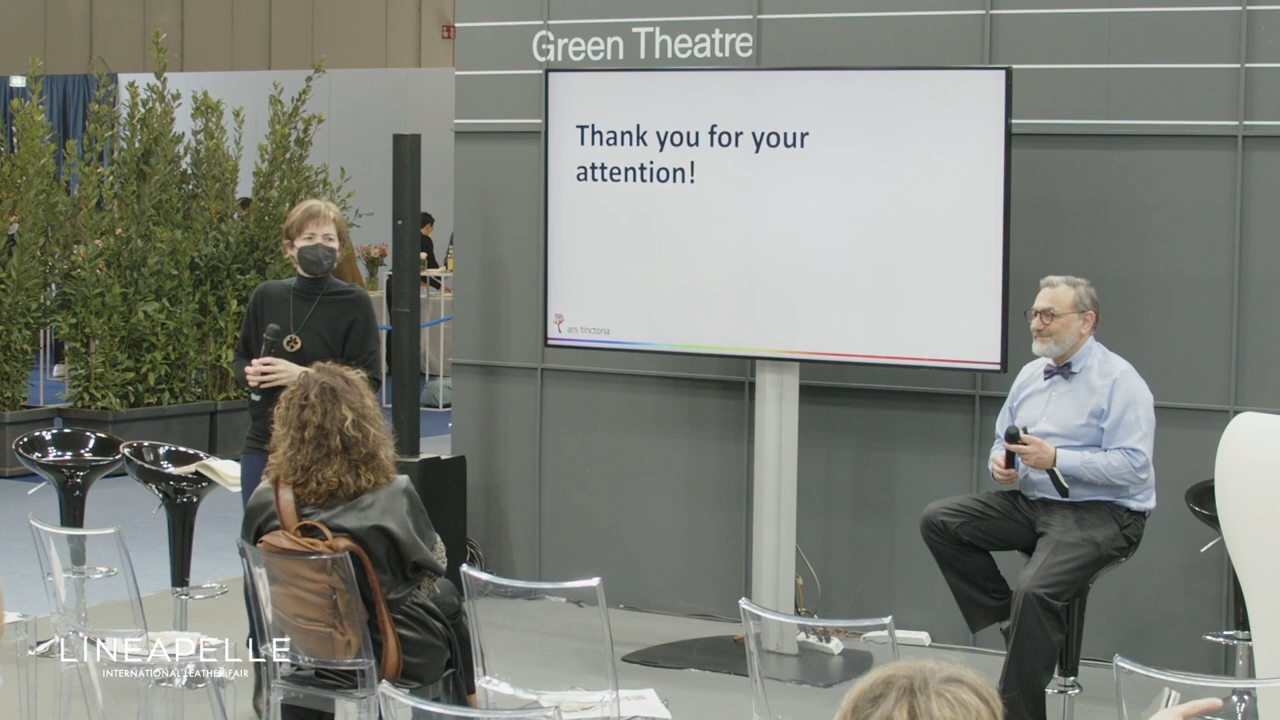 Green Theatre
Thank you for your
attention!
ars tinctoria
LINEAPELLE
INTERNATIONAL LEATHER FAIR